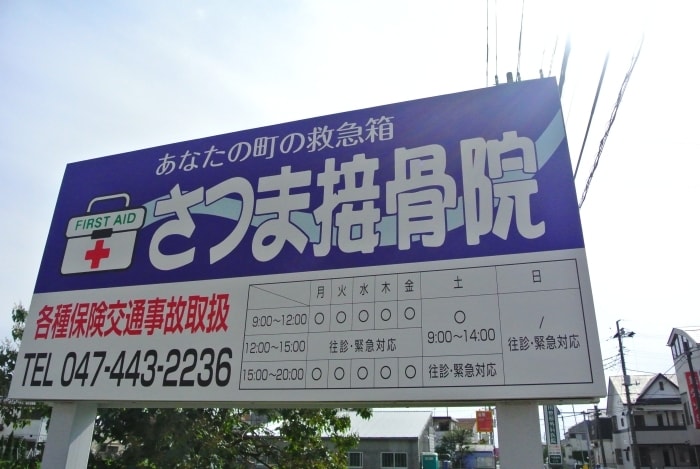 あなたの町の救急箱
FIRST AID
さつま接骨院
各種保険交通事故取扱
TEL 047-443-2236
月 火 水 木 金 土 日
9:00～12:00 ○ ○ ○ ○ ○ ○ 9:00～14:00 / 往診・緊急対応
12:00～15:00 往診・緊急対応
15:00～20:00 ○ ○ ○ ○ ○ 往診・緊急対応